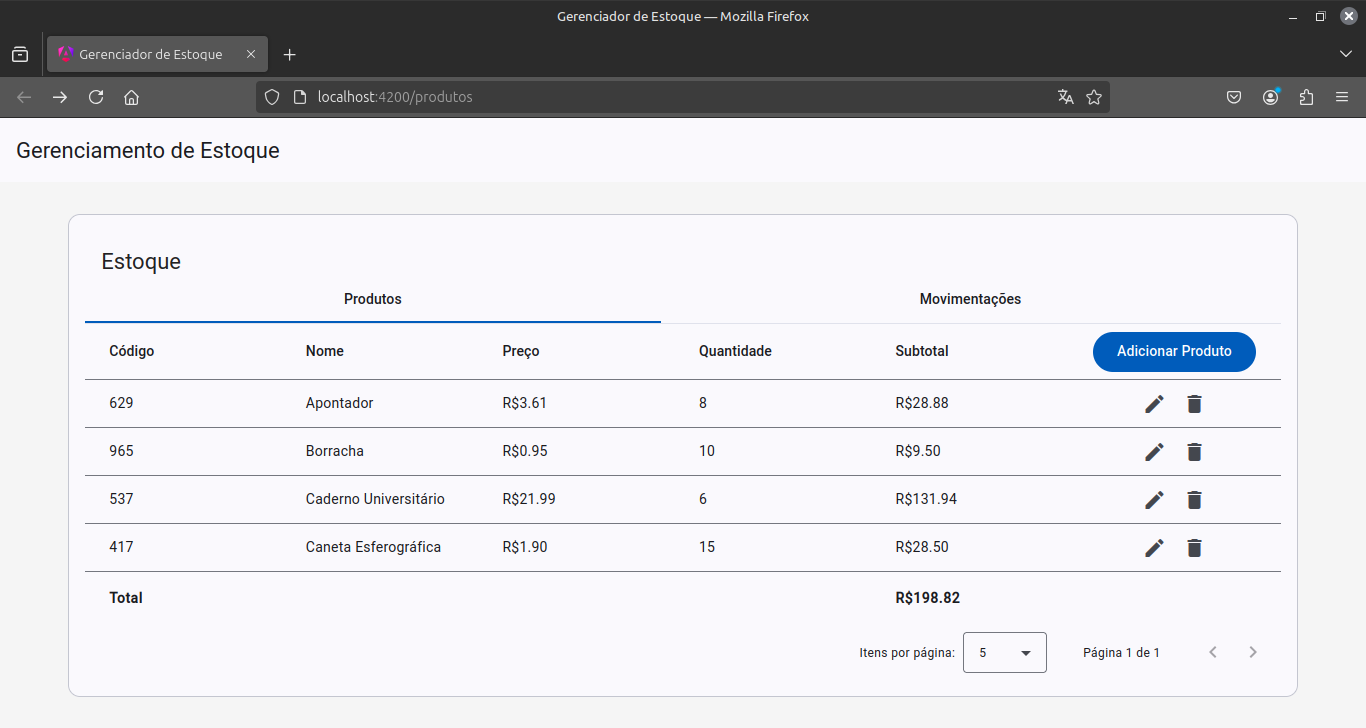 Gerenciador de Estoque — Mozilla Firefox
Gerenciador de Estoque
localhost:4200/produtos
Gerenciamento de Estoque
Estoque
Produtos Movimentações
Código Nome Preço Quantidade Subtotal Adicionar Produto
629 Apontador R$3.61 8 R$28.88
965 Borracha R$0.95 10 R$9.50
537 Caderno Universitário R$21.99 6 R$131.94
417 Caneta Esferográfica R$1.90 15 R$28.50
Total R$198.82
Itens por página: 5 Página 1 de 1